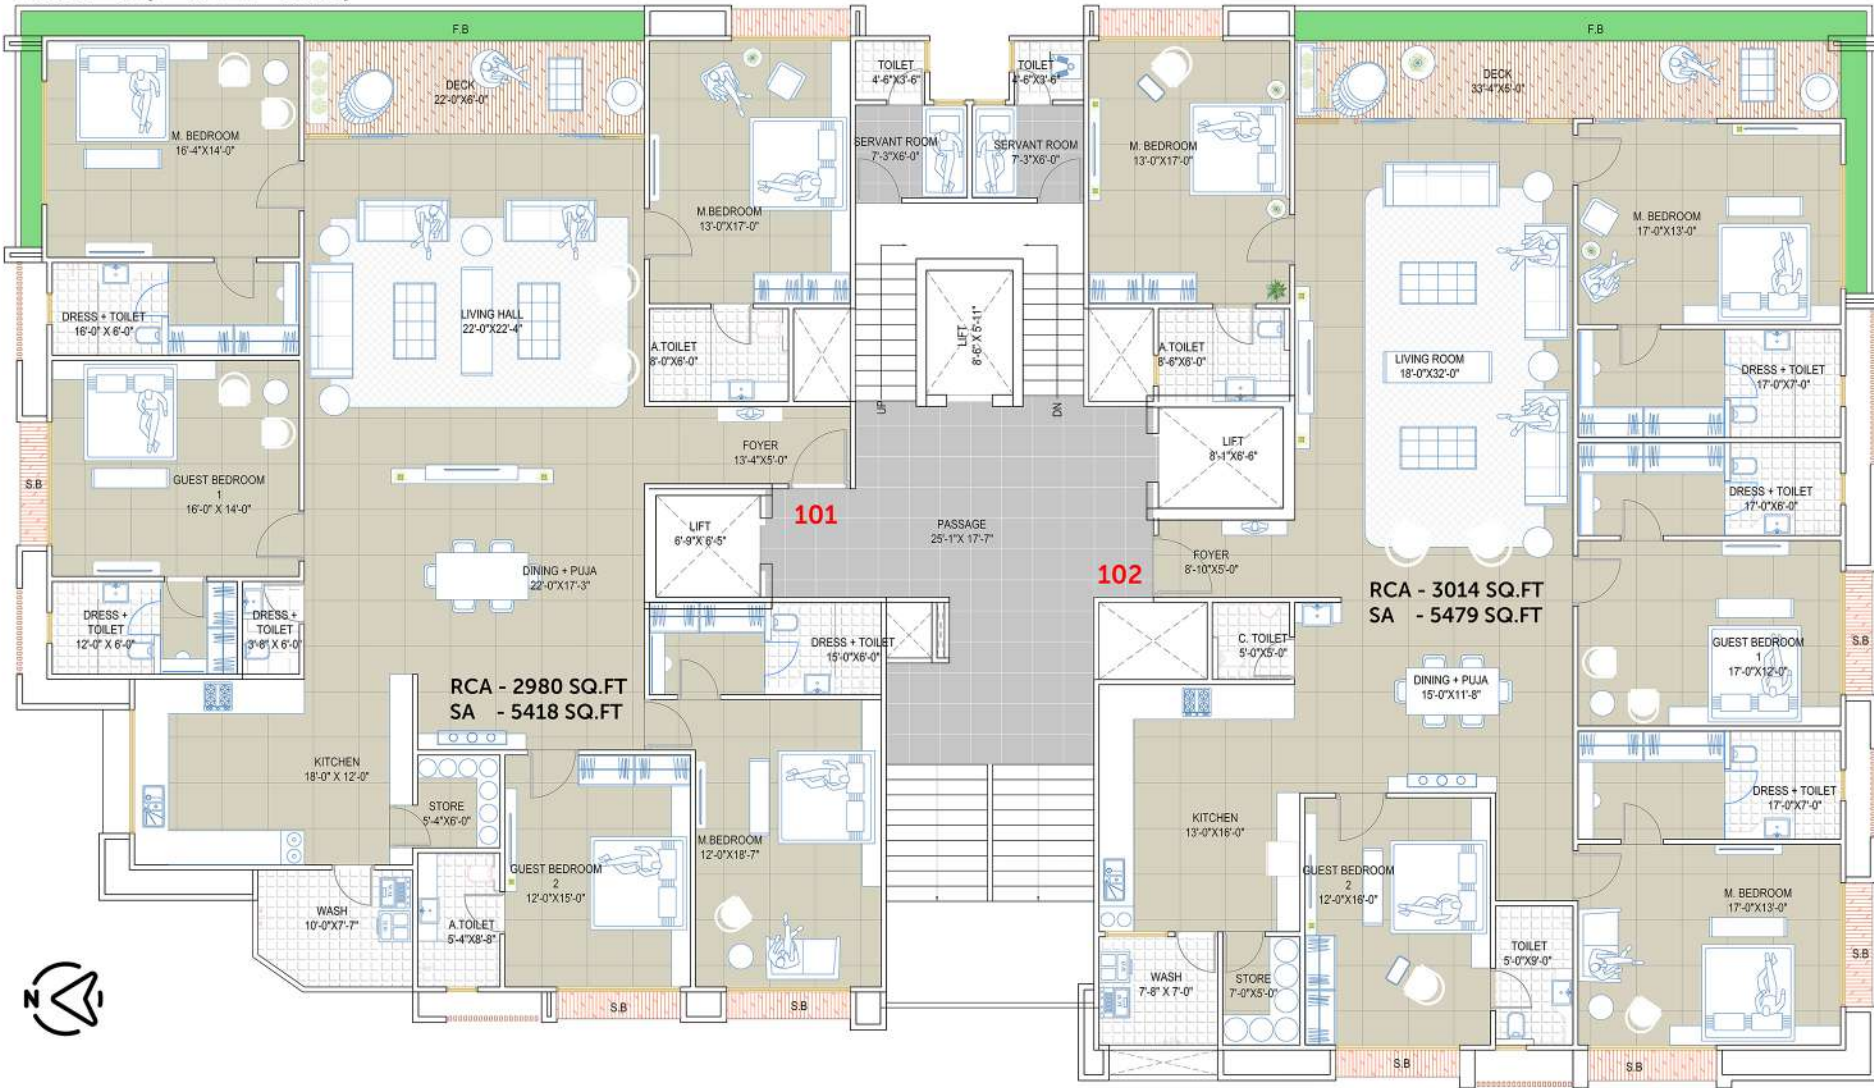 F.B
F.B
DECK
22'-0"X6'-0"
TOILET
4'-6"X3'-6"
TOILET
4'-6"X3'-6"
DECK
33'-4"X5'-0"
M. BEDROOM
16'-4"X14'-0"
SERVANT ROOM
7'-3"X6'-0"
SERVANT ROOM
7'-3"X6'-0"
M. BEDROOM
13'-0"X17'-0"
M.BEDROOM
13'-0"X17'-0"
M. BEDROOM
17'-0"X13'-0"
DRESS + TOILET
16'-0" X 6'-0"
LIVING HALL
22'-0"X22'-4"
A.TOILET
8'-0"X6'-0"
LIFT
8'-6" X 5'-11"
UP
DN
A.TOILET
8'-6"X6'-0"
LIVING ROOM
18'-0"X32'-0"
DRESS + TOILET
17'-0"X7'-0"
S.B
GUEST BEDROOM
1
16'-0" X 14'-0"
FOYER
13'-4"X5'-0"
LIFT
8'-1"X6'-6"
DRESS + TOILET
17'-0"X6'-0"
LIFT
6'-9"X 6'-5"
101
PASSAGE
25'-1"X 17'-7"
102
FOYER
8'-10"X5'-0"
DINING + PUJA
22'-0"X17'-3"
RCA - 3014 SQ.FT
SA - 5479 SQ.FT
DRESS +
TOILET
12'-0" X 6'-0"
DRESS +
TOILET
3'-8" X 6'-0"
DRESS + TOILET
15'-0"X6'-0"
C. TOILET
5'-0"X5'-0"
GUEST BEDROOM
1
17'-0"X12'-0"
S.B
RCA - 2980 SQ.FT
SA - 5418 SQ.FT
DINING + PUJA
15'-0"X11'-8"
KITCHEN
18'-0" X 12'-0"
STORE
5'-4"X6'-0"
KITCHEN
13'-0"X16'-0"
DRESS + TOILET
17'-0"X7'-0"
M.BEDROOM
12'-0"X18'-7"
GUEST BEDROOM
2
12'-0"X15'-0"
GUEST BEDROOM
2
12'-0"X16'-0"
M. BEDROOM
17'-0"X13'-0"
WASH
10'-0"X7'-7"
A.TOILET
5'-4"X8'-8"
TOILET
5'-0"X9'-0"
S.B
WASH
7'-8" X 7'-0"
STORE
7'-0"X5'-0"
N
S.B
S.B
S.B
S.B